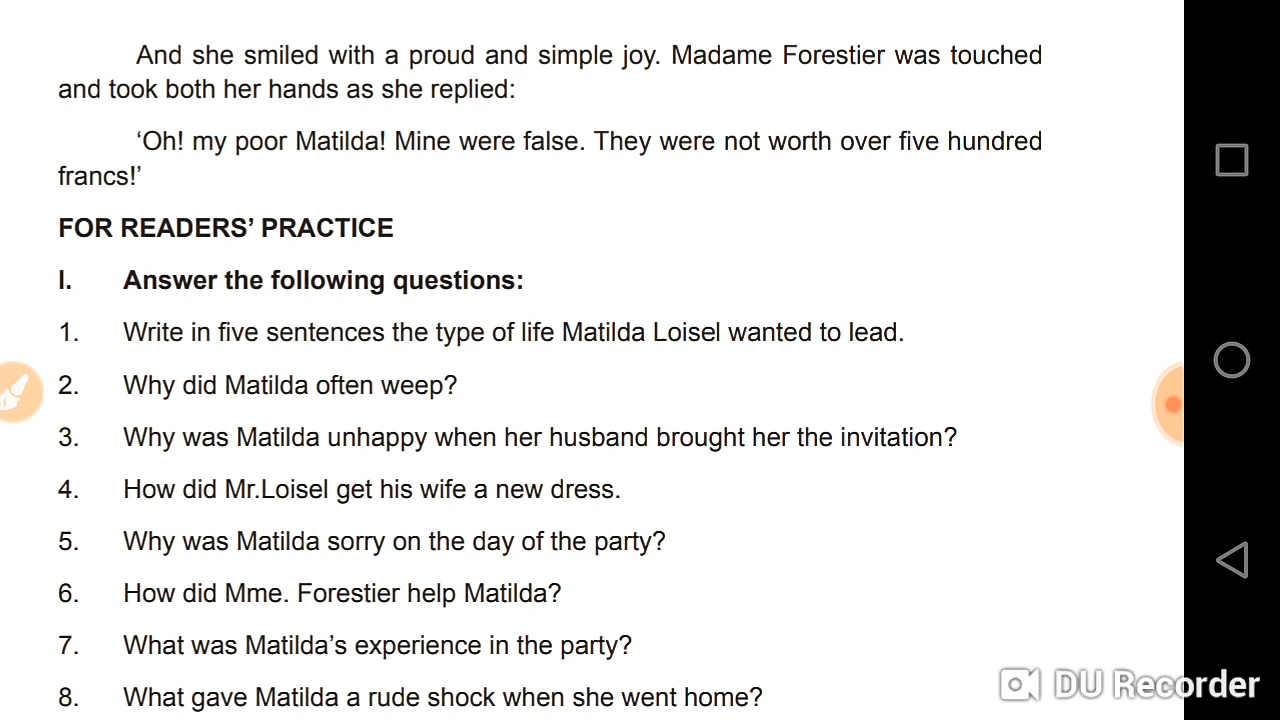 And she smiled with a proud and simple joy. Madame Forestier was touched
and took both her hands as she replied:
‘Oh! my poor Matilda! Mine were false. They were not worth over five hundred
francs!’
FOR READERS’ PRACTICE
I. Answer the following questions:
1. Write in five sentences the type of life Matilda Loisel wanted to lead.
2. Why did Matilda often weep?
3. Why was Matilda unhappy when her husband brought her the invitation?
4. How did Mr.Loisel get his wife a new dress.
5. Why was Matilda sorry on the day of the party?
6. How did Mme. Forestier help Matilda?
7. What was Matilda’s experience in the party?
8. What gave Matilda a rude shock when she went home?
DU Recorder